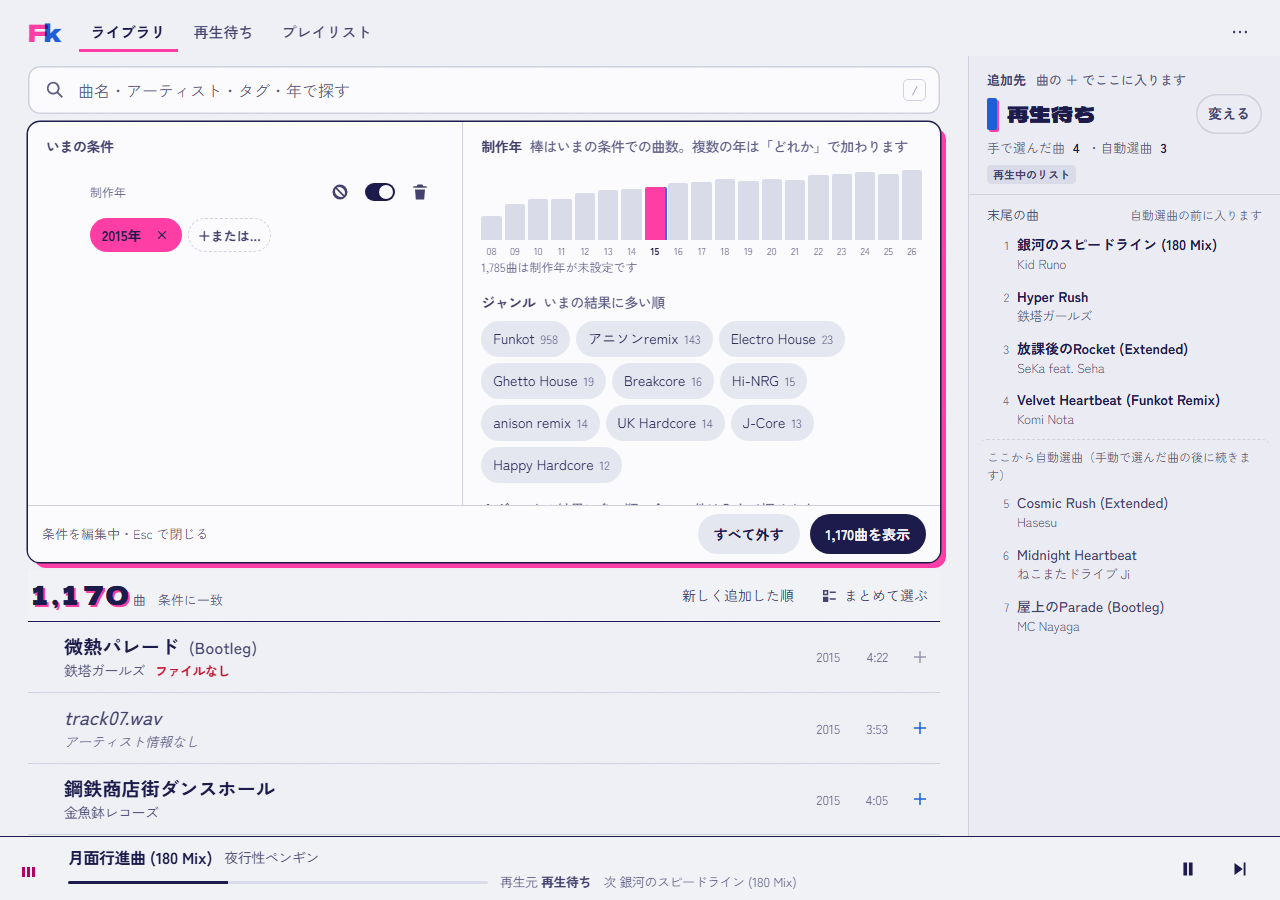 Fk ライブラリ 再生待ち プレイリスト …
曲名・アーティスト・タグ・年で探す /
いまの条件
制作年
2015年 × ＋または…
制作年 棒はいまの条件での曲数。複数の年は「どれか」で加わります
08 09 10 11 12 13 14 15 16 17 18 19 20 21 22 23 24 25 26
1,785曲は制作年が未設定です
ジャンル いまの結果に多い順
Funkot 958 アニソンremix 143 Electro House 23
Ghetto House 19 Breakcore 16 Hi-NRG 15
anison remix 14 UK Hardcore 14 J-Core 13
Happy Hardcore 12
条件を編集中・Esc で閉じる すべて外す 1,170曲を表示
1,170曲 条件に一致 新しく追加した順 まとめて選ぶ
微熱パレード (Bootleg)
鉄塔ガールズ ファイルなし
2015 4:22 ＋
track07.wav
アーティスト情報なし
2015 3:53 ＋
鋼鉄商店街ダンスホール
金魚鉢レコーズ
2015 4:05 ＋
追加先 曲の ＋ でここに入ります
再生待ち 変える
手で選んだ曲 4 ・自動選曲 3
再生中のリスト
末尾の曲 自動選曲の前に入ります
1 銀河のスピードライン (180 Mix)
Kid Runo
2 Hyper Rush
鉄塔ガールズ
3 放課後のRocket (Extended)
SeKa feat. Seha
4 Velvet Heartbeat (Funkot Remix)
Komi Nota
ここから自動選曲（手動で選んだ曲の後に続きま
す）
5 Cosmic Rush (Extended)
Hasesu
6 Midnight Heartbeat
ねこまたドライブ Ji
7 屋上のParade (Bootleg)
MC Nayaga
月面行進曲 (180 Mix) 夜行性ペンギン
再生元 再生待ち 次 銀河のスピードライン (180 Mix)